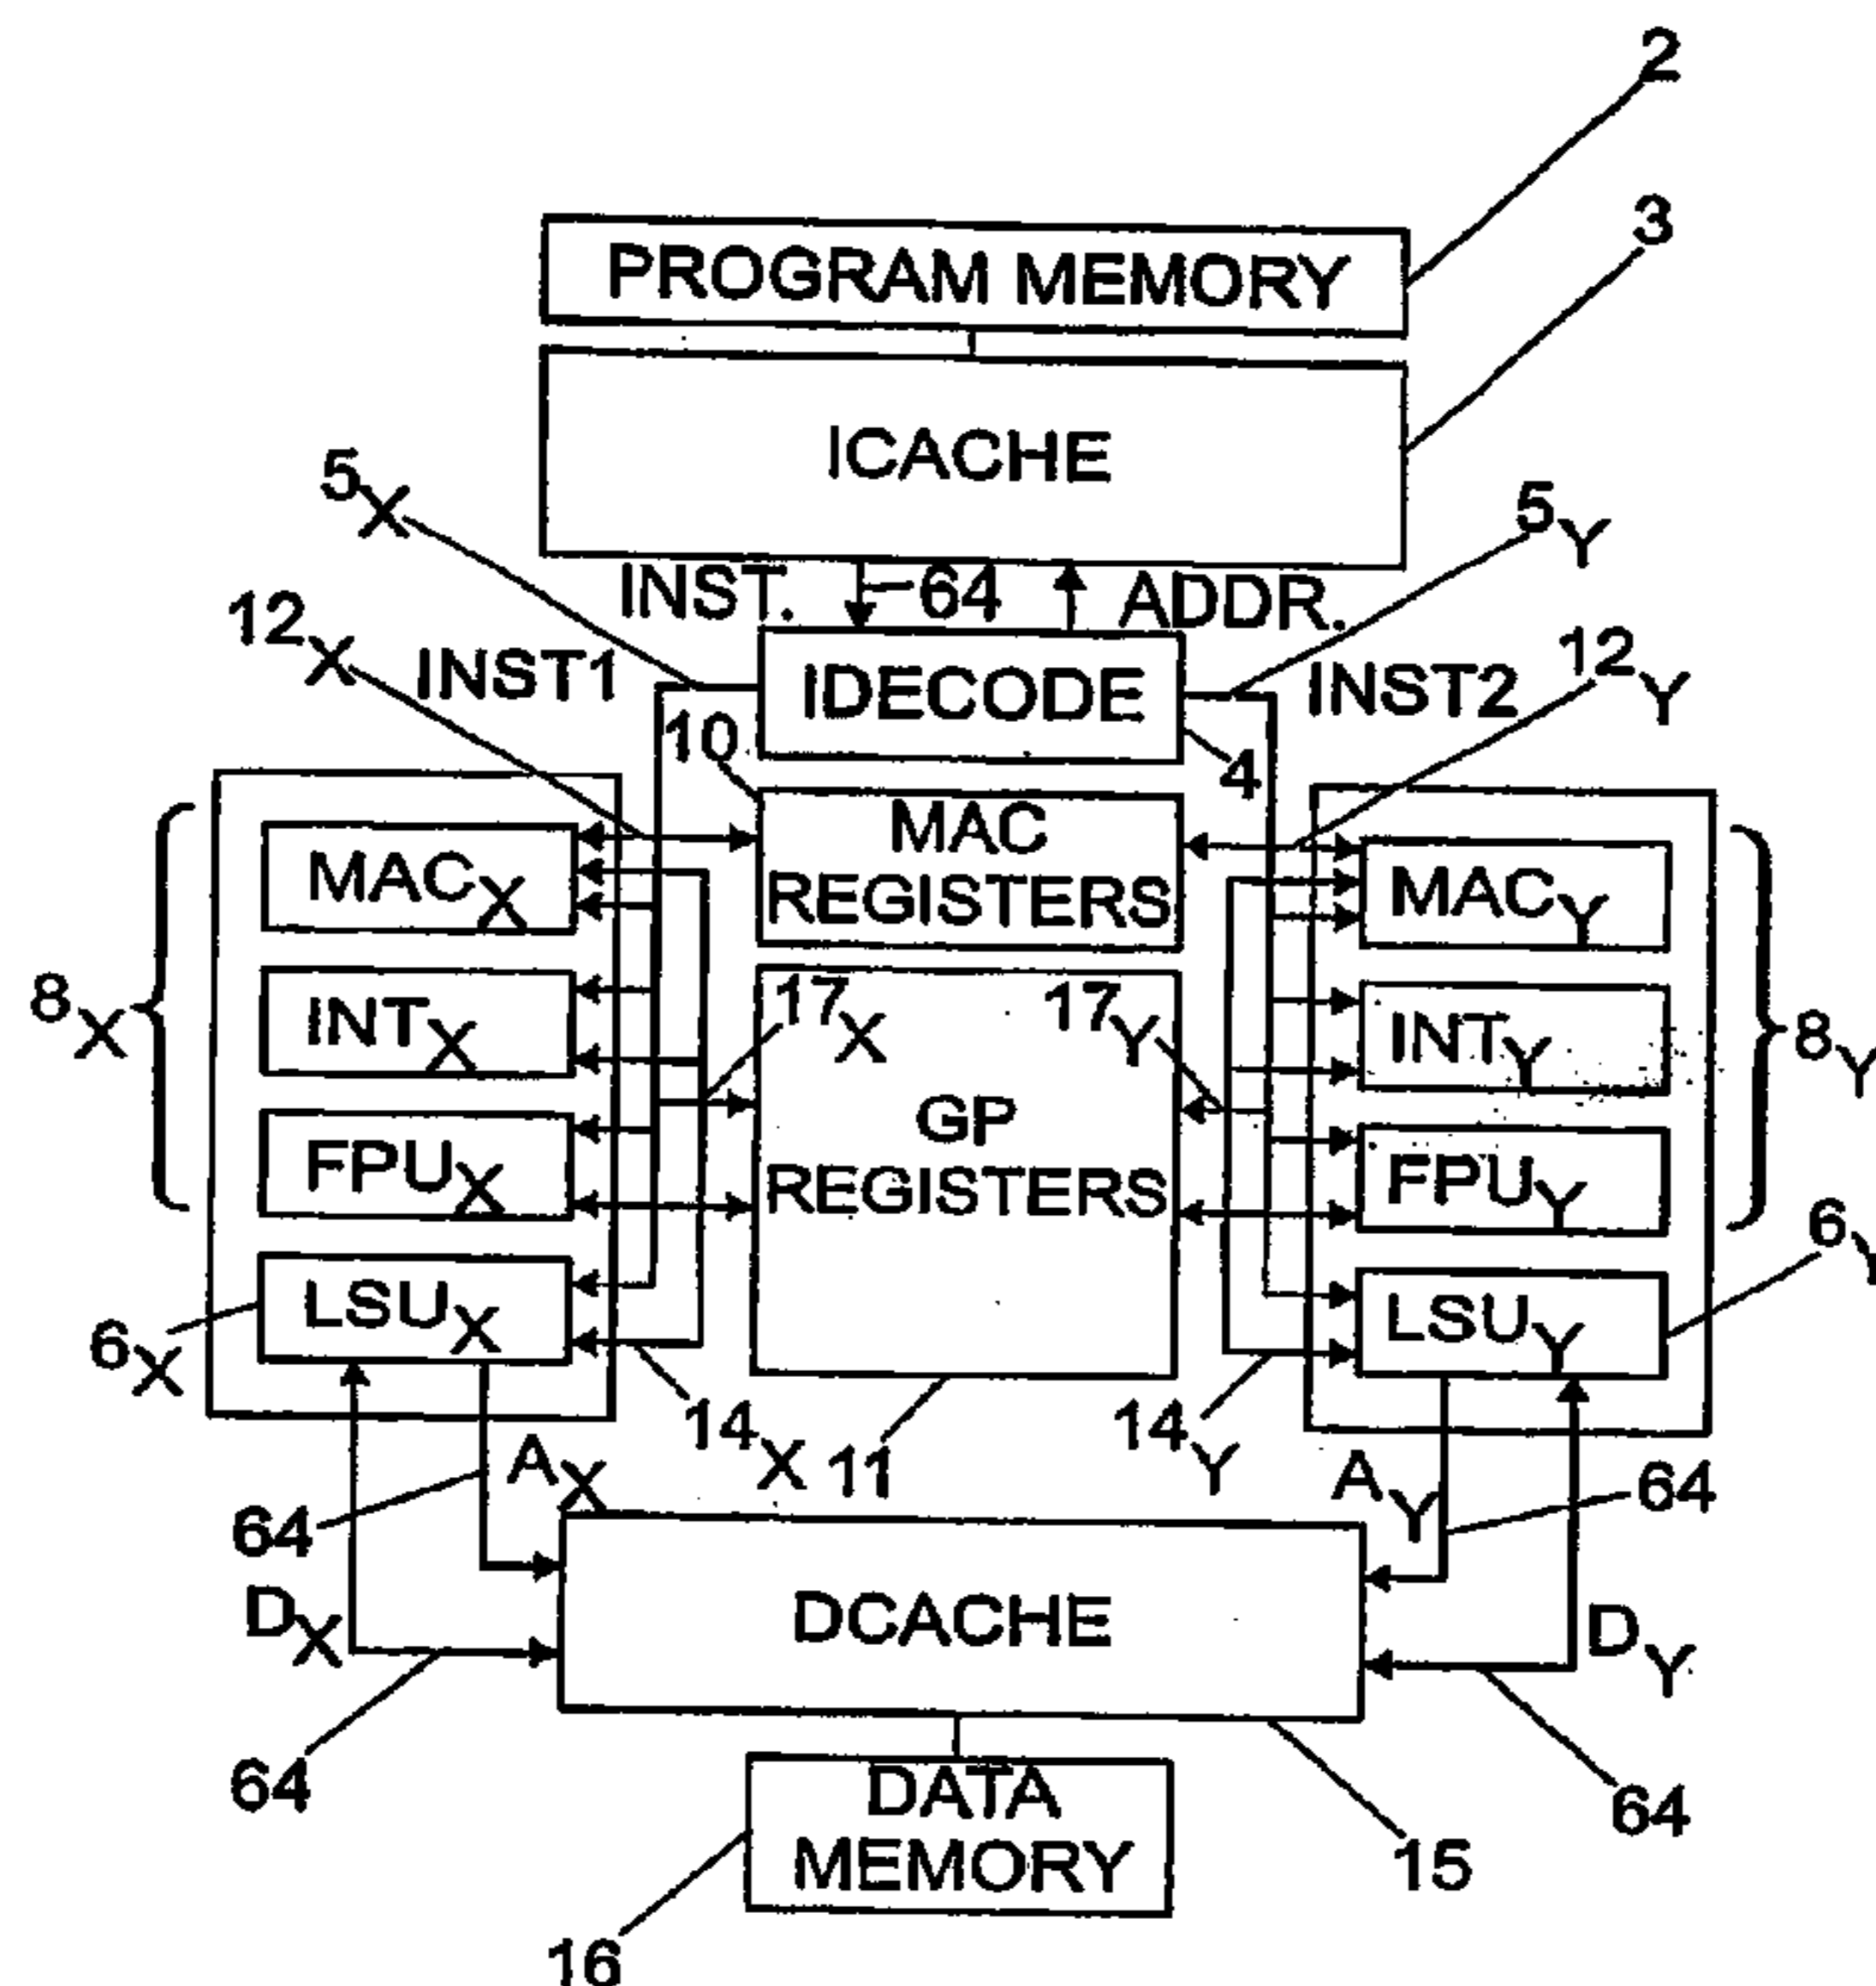 2
3
PROGRAM MEMORY
ICACHE
5X
5Y
INST.
64
ADDR.
12X
INST1
IDECODE
INST2
12Y
10
4
MAC
REGISTERS
MACX
MACY
8X
INTX
17X
17Y
INTY
8Y
GP
REGISTERS
FPUX
FPUY
6Y
LSUX
LSUY
6X
14X
11
14Y
AX
AY
64
64
DX
DCACHE
DY
64
64
DATA
MEMORY
15
16